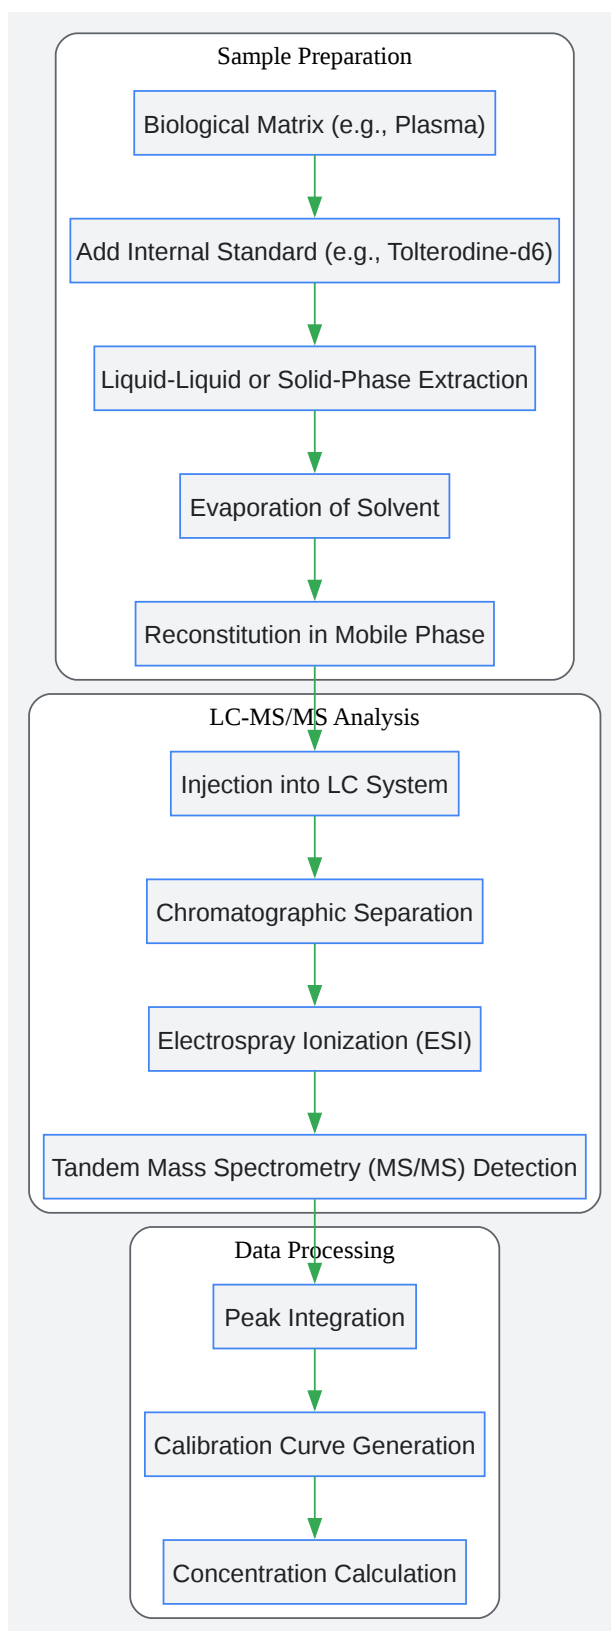 Sample Preparation
Biological Matrix (e.g., Plasma)
Add Internal Standard (e.g., Tolterodine-d6)
Liquid-Liquid or Solid-Phase Extraction
Evaporation of Solvent
Reconstitution in Mobile Phase
LC-MS/MS Analysis
Injection into LC System
Chromatographic Separation
Electrospray Ionization (ESI)
Tandem Mass Spectrometry (MS/MS) Detection
Data Processing
Peak Integration
Calibration Curve Generation
Concentration Calculation